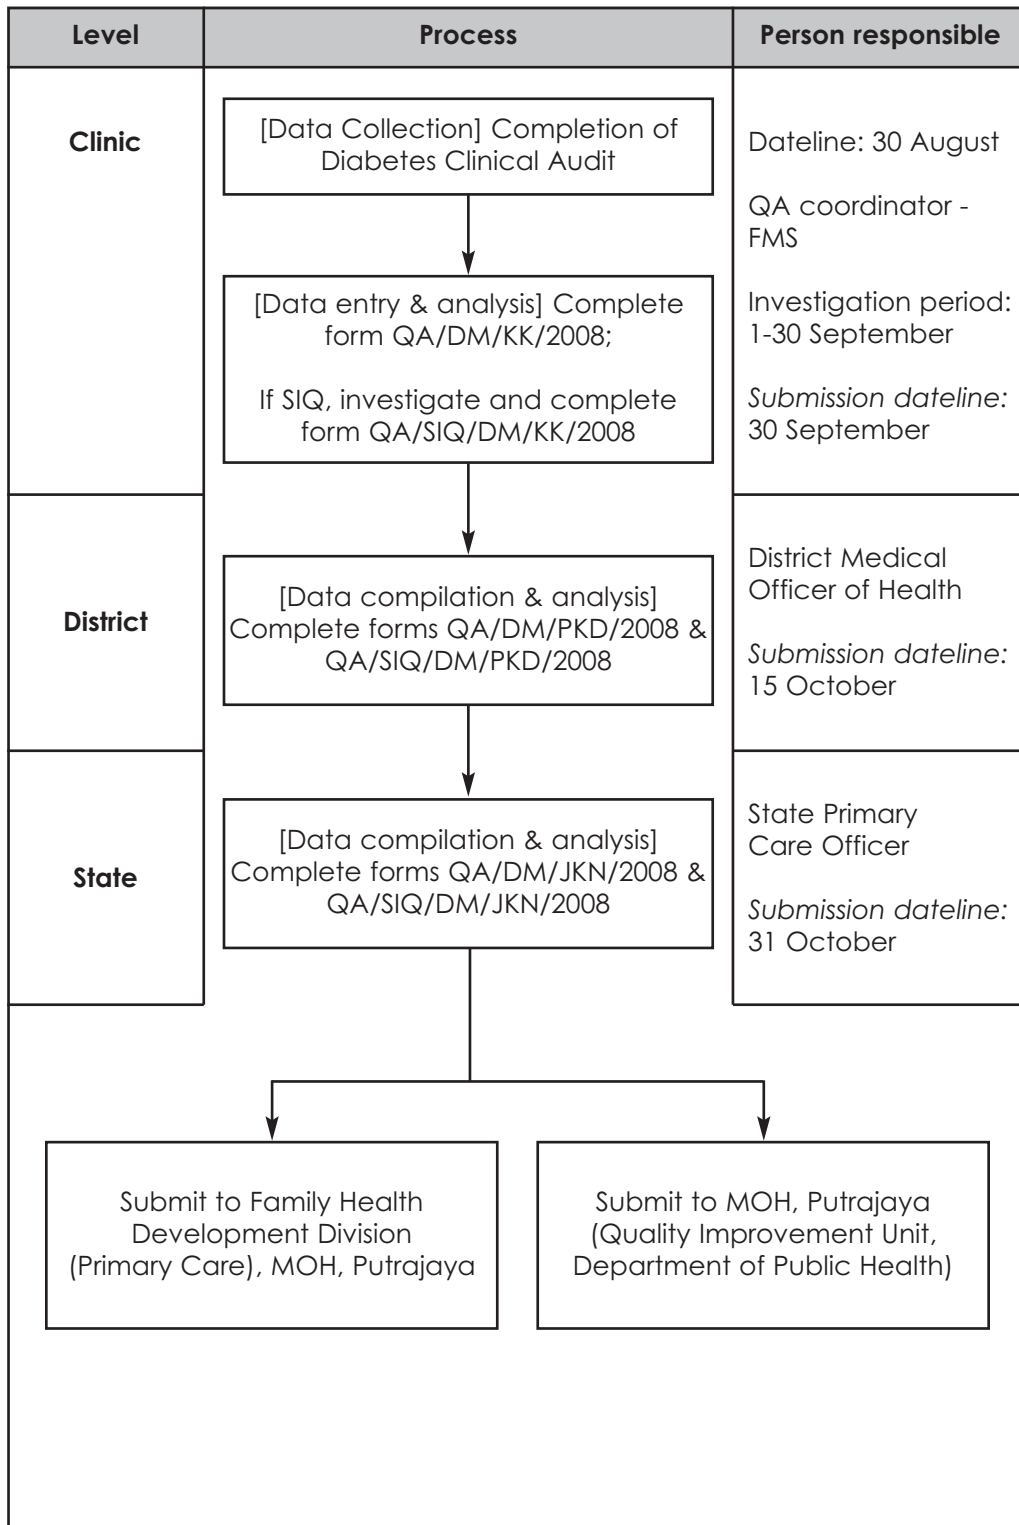 Level
Process
Person responsible
Clinic
[Data Collection] Completion of
Diabetes Clinical Audit
Dateline: 30 August
QA coordinator -
FMS
[Data entry & analysis] Complete
form QA/DM/KK/2008;
If SIQ, investigate and complete
form QA/SIQ/DM/KK/2008
Investigation period:
1-30 September
Submission dateline:
30 September
District
[Data compilation & analysis]
Complete forms QA/DM/PKD/2008 &
QA/SIQ/DM/PKD/2008
District Medical
Officer of Health
Submission dateline:
15 October
State
[Data compilation & analysis]
Complete forms QA/DM/JKN/2008 &
QA/SIQ/DM/JKN/2008
State Primary
Care Officer
Submission dateline:
31 October
Submit to Family Health
Development Division
(Primary Care), MOH, Putrajaya
Submit to MOH, Putrajaya
(Quality Improvement Unit,
Department of Public Health)